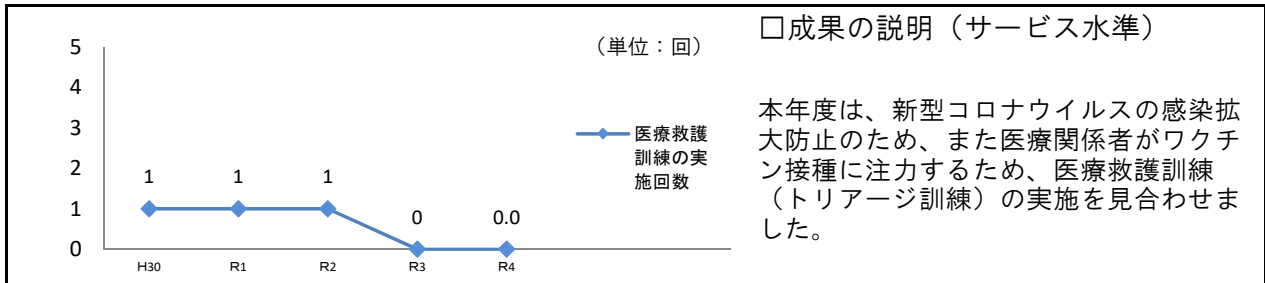 （単位：回）
5
4
3
2
1
0
1
1
1
0
0.0
H30
R1
R2
R3
R4
医療救護
訓練の実
施回数
□成果の説明（サービス水準）
本年度は、新型コロナウイルスの感染拡
大防止のため、また医療関係者がワクチ
ン接種に注力するため、医療救護訓練
（トリアージ訓練）の実施を見合わせま
した。